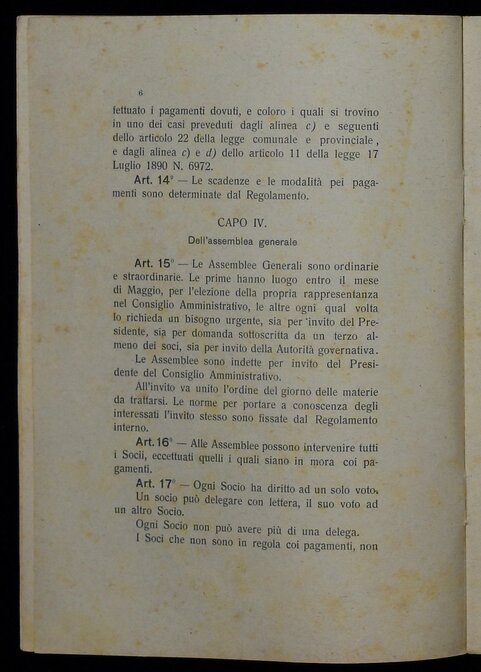 6
fettuato i pagamenti dovuti, e coloro i quali si trovino
in uno dei casi preveduti dagli alinea c) e seguenti
dello articolo 22 della legge comunale e provinciale,
e dagli alinea c) e d) dello articolo 11 della legge 17
Luglio 1890 N. 6972.
Art. 14° — Le scadenze e le modalità pei paga-
menti sono determinate dal Regolamento.
CAPO IV.
Dell'assemblea generale
Art. 15° — Le Assemblee Generali sono ordinarie
e straordinarie. Le prime hanno luogo entro il mese
di Maggio, per l'elezione della propria rappresentanza
nel Consiglio Amministrativo, le altre ogni qual volta
lo richieda un bisogno urgente, sia per invito del Pre-
sidente, sia per domanda sottoscritta da un terzo al-
meno dei soci, sia per invito della Autorità governativa.
Le Assemblee sono indette per invito del Presi-
dente del Consiglio Amministrativo.
All'invito va unito l'ordine del giorno delle materie
da trattarsi. Le norme per portare a conoscenza degli
interessati l'invito stesso sono fissate dal Regolamento
interno.
Art. 16° — Alle Assemblee possono intervenire tutti
i Socii, eccettuati quelli i quali siano in mora coi pa-
gamenti.
Art. 17° — Ogni Socio ha diritto ad un solo voto.
Un socio può delegare con lettera, il suo voto ad
un altro Socio.
Ogni Socio non può avere più di una delega.
I Soci che non sono in regola coi pagamenti, non